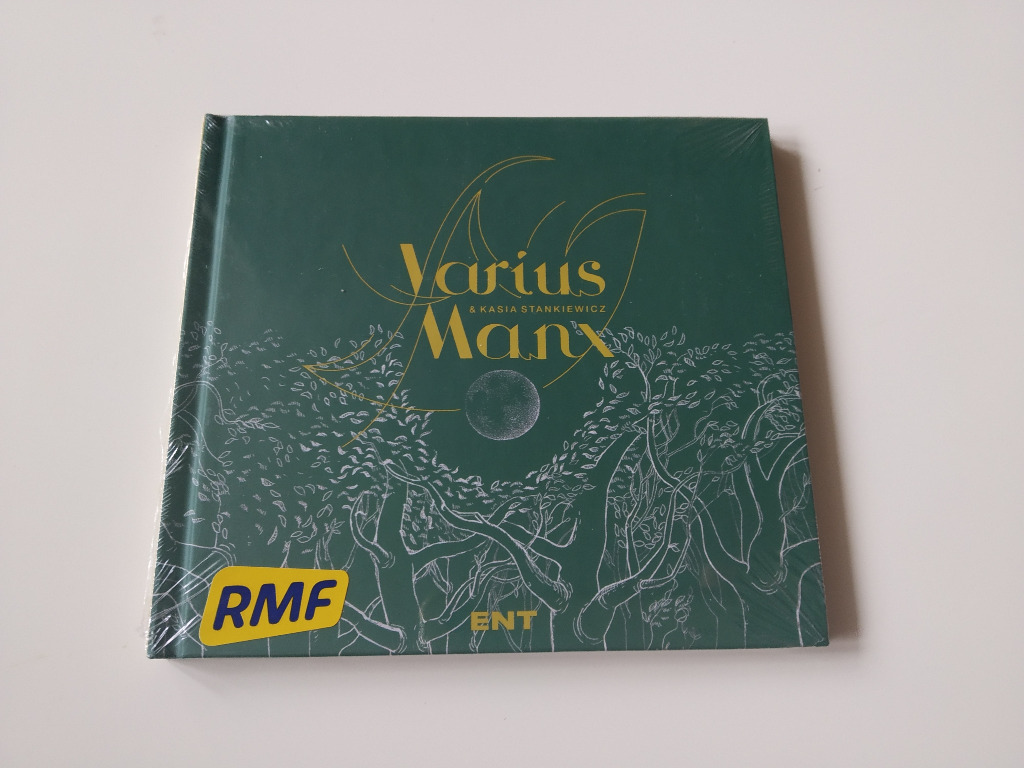 Varius
& KASIA STANKIEWICZ
Manx
RMF
ENT